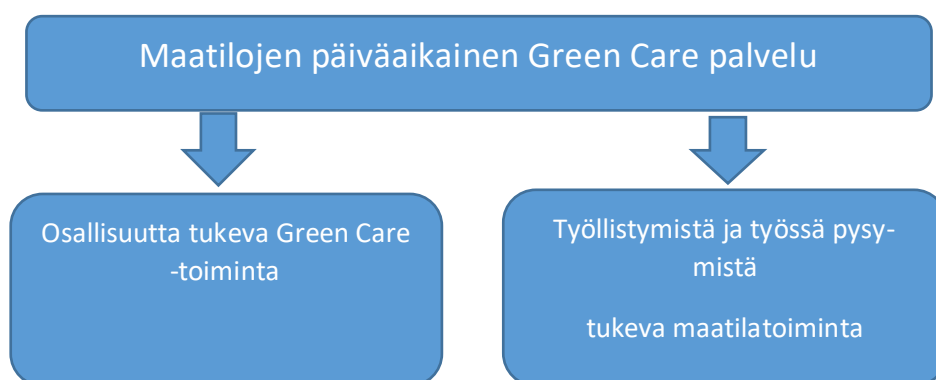 Maatilojen päiväaikainen Green Care palvelu
Osallisuutta tukeva Green Care
-toiminta
Työllistymistä ja työssä pysy-
mistä
tukeva maatilatoiminta